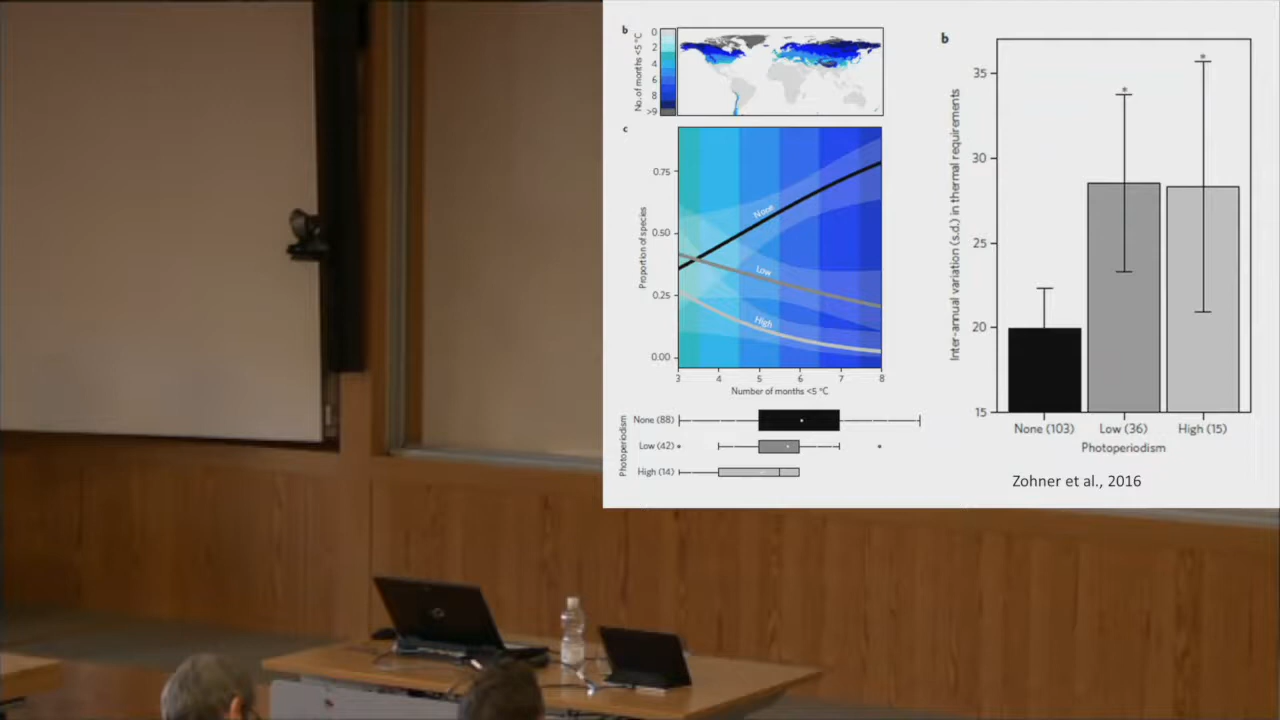 b
No. of months <5 °C
0
2
4
6
8
>9
c
Proportion of species
0.75
0.50
0.25
0.00
None
Low
High
3 4 5 6 7 8
Number of months <5 °C
Photoperiodism
None (88)
Low (42)
High (14)
b
Inter-annual variation (s.d.) in thermal requirements
35
30
25
20
15
*
*
None (103) Low (36) High (15)
Photoperiodism
Zohner et al., 2016